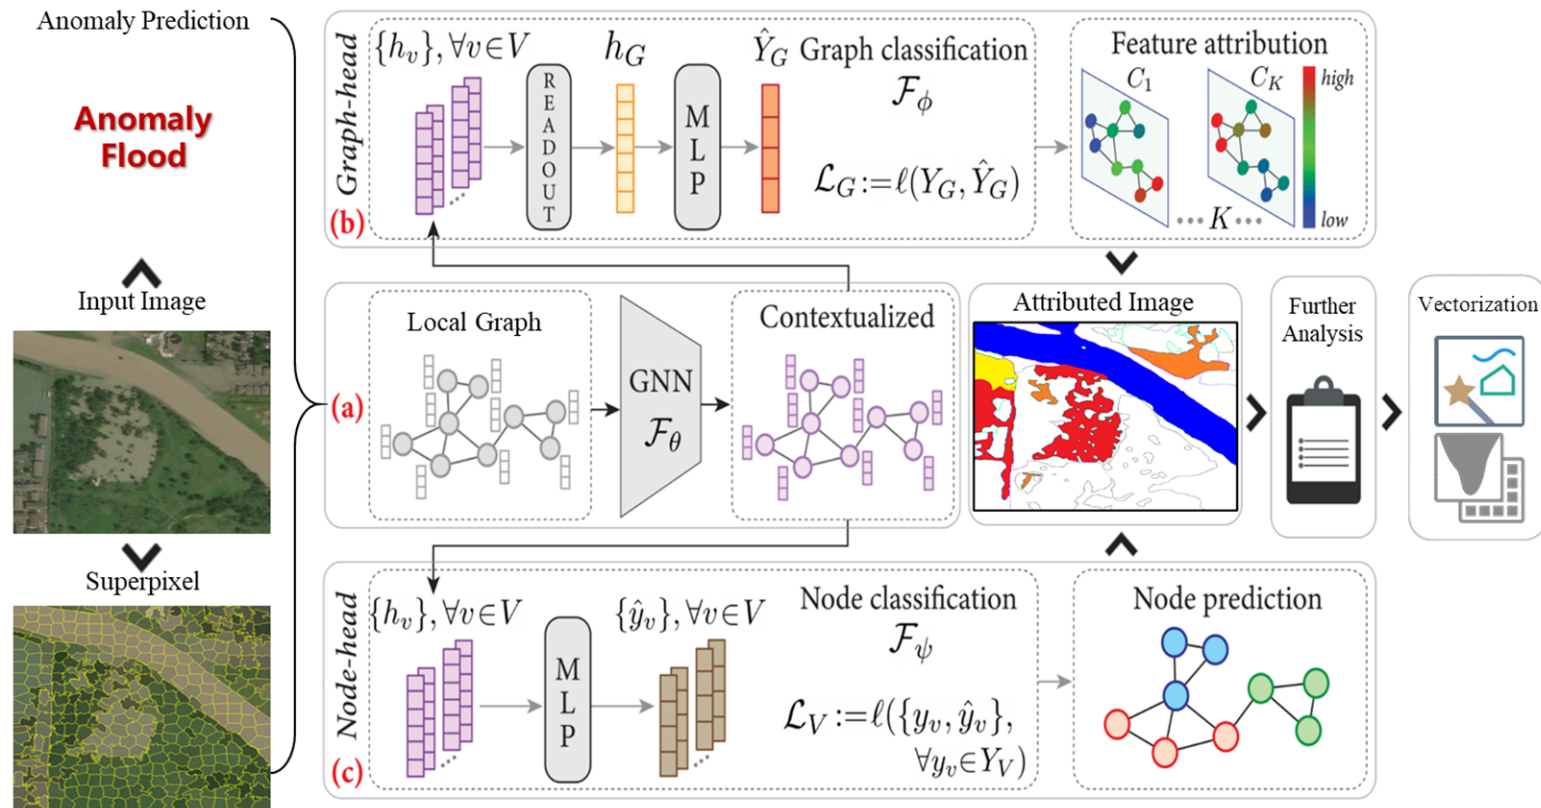 Anomaly Prediction
Anomaly
Flood
Input Image
Superpixel
Graph-head
(b)
{h_v}, ∀v∈V
READOUT
h_G
MLP
Ŷ_G
Graph classification
𝓕_ϕ
𝓛_G := ℓ(Y_G, Ŷ_G)
Feature attribution
C_1
C_K
high
low
... K ...
(a)
Local Graph
GNN
𝓕_θ
Contextualized
Attributed Image
Further
Analysis
Vectorization
Node-head
(c)
{h_v}, ∀v∈V
MLP
{ŷ_v}, ∀v∈V
Node classification
𝓕_ψ
𝓛_V := ℓ({y_v, ŷ_v},
∀y_v∈Y_V)
Node prediction